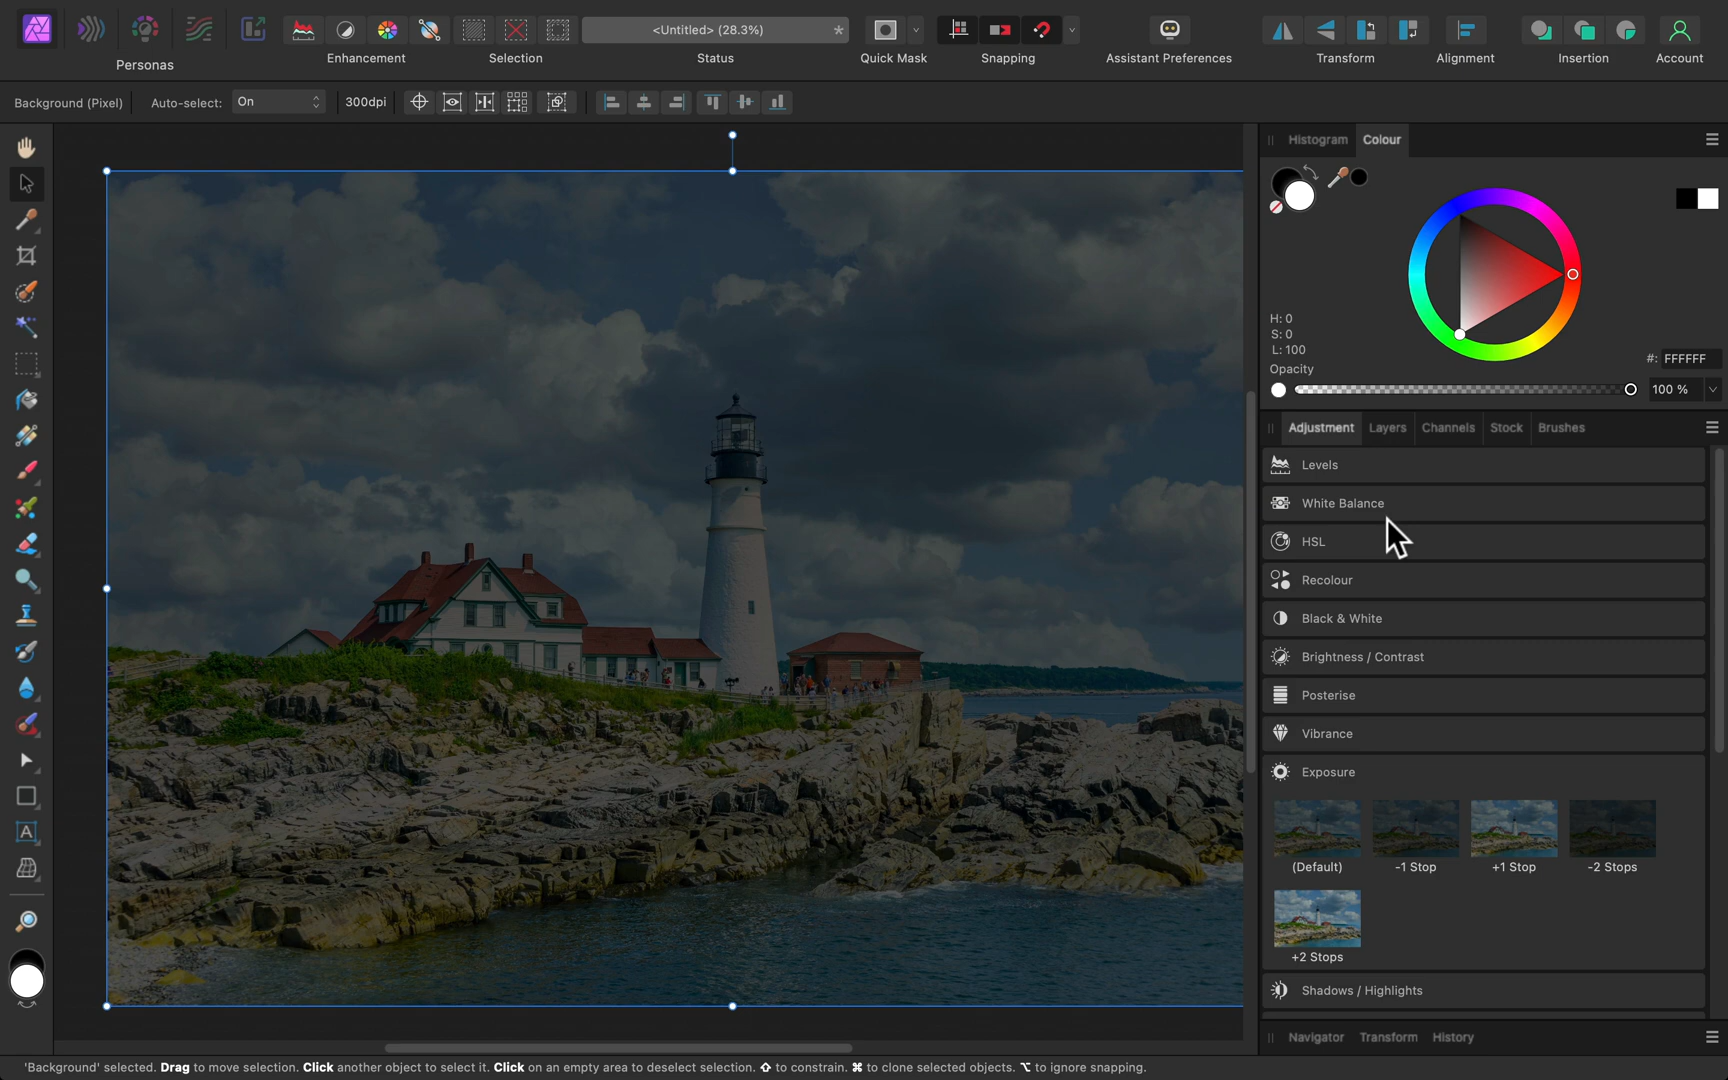 <Untitled> (28.3%)
*
Personas
Enhancement
Selection
Status
Quick Mask
Snapping
Assistant Preferences
Transform
Alignment
Insertion
Account
Background (Pixel)
Auto-select:
On
300dpi
Histogram
Colour
H: 0
S: 0
L: 100
#: FFFFFF
Opacity
100 %
Adjustment
Layers
Channels
Stock
Brushes
Levels
White Balance
HSL
Recolour
Black & White
Brightness / Contrast
Posterise
Vibrance
Exposure
(Default)
-1 Stop
+1 Stop
-2 Stops
+2 Stops
Shadows / Highlights
Navigator
Transform
History
A
'Background' selected. Drag to move selection. Click another object to select it. Click on an empty area to deselect selection. ⇧ to constrain. ⌘ to clone selected objects. ⌥ to ignore snapping.